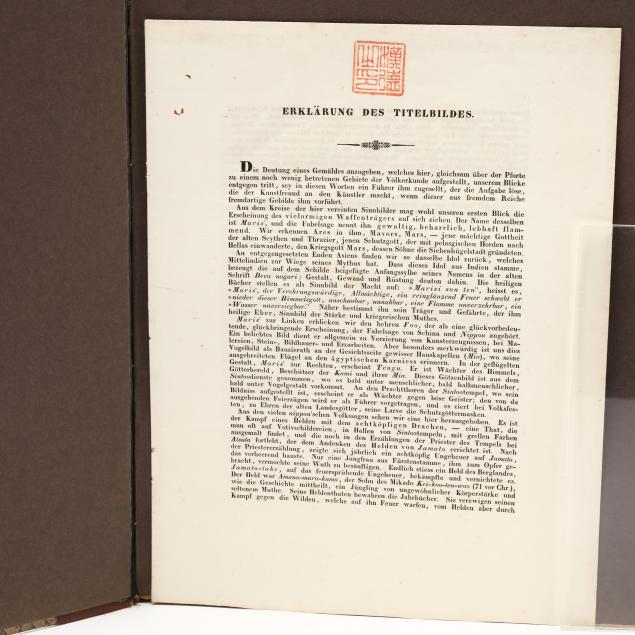 ERKLÄRUNG DES TITELBILDES.
Die Deutung eines Gemäldes anzugeben, welches hier, gleichsam über der Pforte
zu einem noch wenig betretenen Gebiete der Völkerkunde aufgestellt, unserem Blicke
entgegen tritt, sey in diesen Worten ein Führer ihm zugesellt, der die Aufgabe löse,
die der Kunstfreund an den Künstler macht, wenn dieser aus fremdem Reiche
fremdartige Gebilde ihm vorführt.
Aus dem Kreise der hier vereinten Sinnbilder mag wohl unseren ersten Blick die
Erscheinung des vielarmigen Waffenträgers auf sich ziehen. Der Name desselben
ist Maris', und die Fabelsage nennt ihn gewaltig, beharrlich, lebhaft flam-
mend. Wir erkennen Ares in ihm, Mavors, Mars, — jene mächtige Gottheit
der alten Scythen und Thrazier, jenen Schutzgott, der mit pelasgischen Horden nach
Hellas einwanderte, den Kriegsgott Mars, dessen Söhne die Siebenhügelstadt gründeten.
An entgegengesetzten Enden Asiens finden wir so dasselbe Idol zurück, welchen
Mittelindien zur Wiege seines Mythus hat. Dass dieses Idol aus Indien stamme,
bezeugt die auf dem Schilde beigefügte Anfangssylbe seines Namens in der alten
Schrift Deva nagari; Gestalt, Gewand und Rüstung deuten dahin. Die heiligen
Bücher stellen es als Sinnbild der Macht auf: »Marisi son ten«, heisst es,
»Maris', der Verehrungswürdige, Allmächtige, ein reinglänzend Feuer schwebt er
»nieder dieser Himmelsgott, unschaubar, unnahbar, eine Flamme unverzehrbar, ein
»Wasser unversiegbar.« Näher bestimmt ihn sein Träger und Gefährte, der ihm
heilige Eber, Sinnbild der Stärke und kriegerischen Muthes.
Maris' zur Linken erblicken wir den hehren Foo, der als eine glückvorbedeu-
tende, glückbringende Erscheinung, der Fabelsage von Schina und Nippon angehört.
Ein beliebtes Bild dient er allgemein zu Verzierung von Kunsterzeugnissen, bei Ma-
lereien, Stein-, Bildhauer- und Erzarbeiten. Aber besonders merkwürdig ist uns dies
Vogelbild als Bauzierath an der Gesichtsseite gewisser Hauskapellen (Mia), wo seine
ausgebreiteten Flügel an den ägyptischen Karniess erinnern. In der geflügelten
Gestalt, Maris' zur Rechten, erscheint Tengu. Er ist Wächter des Himmels,
Götterherold, Beschützer der Kami und ihrer Mia. Dieses Götzenbild ist aus dem
Sintoodienste genommen, wo es bald unter menschlicher, bald halbmenschlicher,
bald unter Vogelgestalt vorkommt. An den Prachtthoren der Sintootempel, wo sein
Bildniss aufgestellt ist, erscheint er als Wächter gegen böse Geister; den von da
ausgehenden Feierzügen wird er als Führer vorgetragen, und es ziert bei Volksfes-
ten, zu Ehren der alten Landesgötter, seine Larve die Schutzgöttermasken.
Aus den vielen nippon'schen Volkssagen sehen wir eine hier herausgehoben. Es ist
der Kampf eines Helden mit dem achtköpfigen Drachen, — eine That, die
man oft auf Votivschildereien, in Hallen von Sintootempeln, mit grellen Farben
ausgemalt findet, und die noch in den Erzählungen der Priester des Tempels bei
Atsuta fortlebt, der dem Andenken des Helden von Jamato errichtet ist. Nach
der Priestererzählung, zeigte sich jährlich ein achtköpfig Ungeheuer auf Jamato,
das verheerend hauste. Nur eine Jungfrau aus Fürstenstamme, ihm zum Opfer ge-
bracht, vermochte seine Wuth zu besänftigen. Endlich stiess ein Held des Berglandes,
Jamato-take, auf das feuersprühende Ungeheuer, bekämpfte und vernichtete es.
Der Held war Amano-mura-kumo, der Sohn des Mikado Kei-koo-ten-woo (71 vor Chr.),
wie die Geschichte mittheilt, ein Jüngling von ungewöhnlicher Körperstärke und
seltenem Muthe. Seine Heldenthaten bewahren die Jahrbücher. Sie verewigen seinen
Kampf gegen die Wilden, welche auf ihn Feuer warfen, vom Helden aber durch